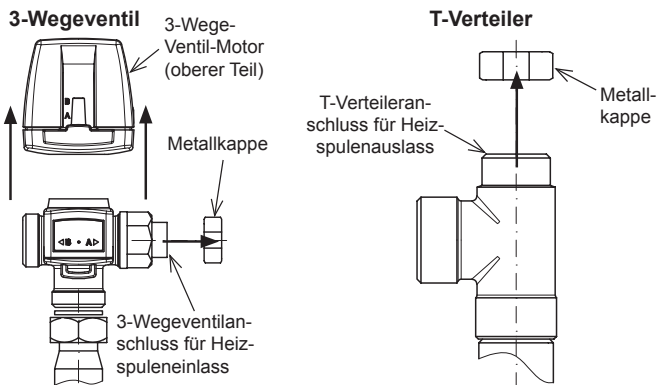 3-Wegeventil
3-Wege-
Ventil-Motor
(oberer Teil)
B
A
Metallkappe
◁B • A▷
3-Wegeventilan-
schluss für Heiz-
spuleneinlass
T-Verteiler
T-Verteileran-
schluss für Heiz-
spulenauslass
Metall-
kappe